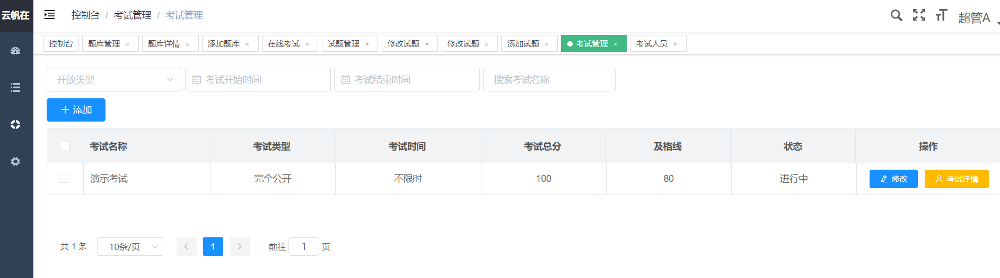 云帆在
控制台 / 考试管理 / 考试管理
超管A
控制台 题库管理 × 题库详情 × 添加题库 × 在线考试 × 试题管理 × 修改试题 × 修改试题 × 添加试题 × 考试管理 × 考试人员 ×
开放类型 考试开始时间 考试结束时间 搜索考试名称
+ 添加
考试名称 考试类型 考试时间 考试总分 及格线 状态 操作
演示考试 完全公开 不限时 100 80 进行中 修改 考试详情
共 1 条 10条/页 1 前往 1 页